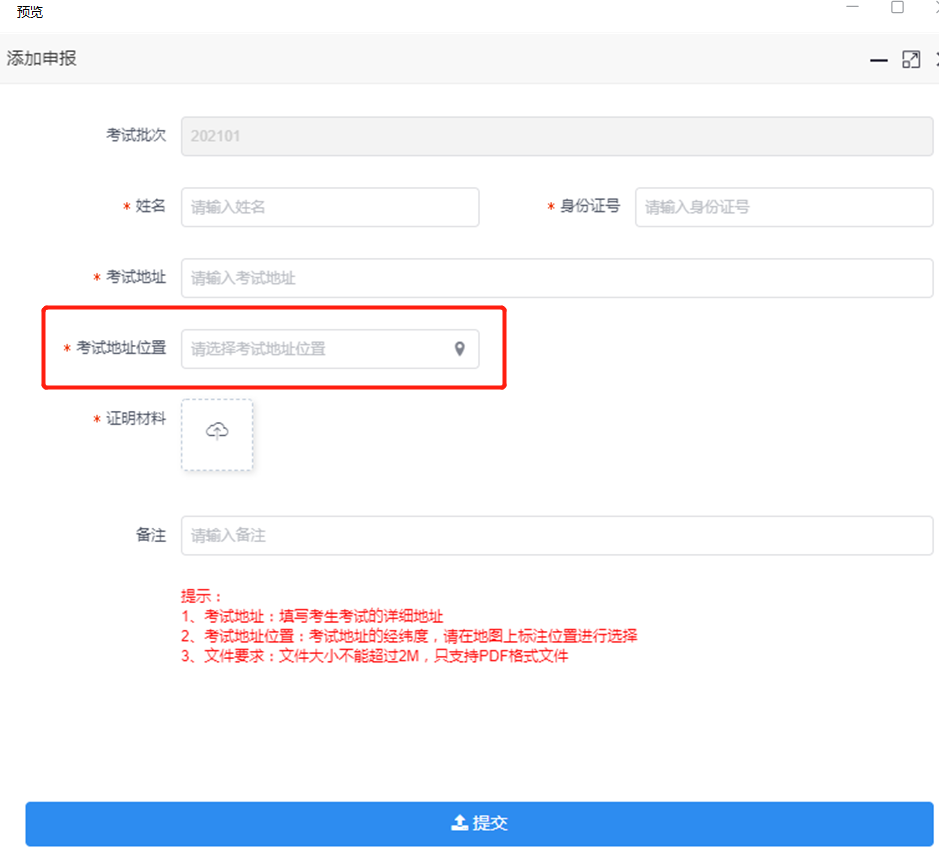 预览
添加申报
考试批次 202101
* 姓名 请输入姓名 * 身份证号 请输入身份证号
* 考试地址 请输入考试地址
* 考试地址位置 请选择考试地址位置
* 证明材料
备注 请输入备注
提示：
1、考试地址：填写考生考试的详细地址
2、考试地址位置：考试地址的经纬度，请在地图上标注位置进行选择
3、文件要求：文件大小不能超过2M，只支持PDF格式文件
提交